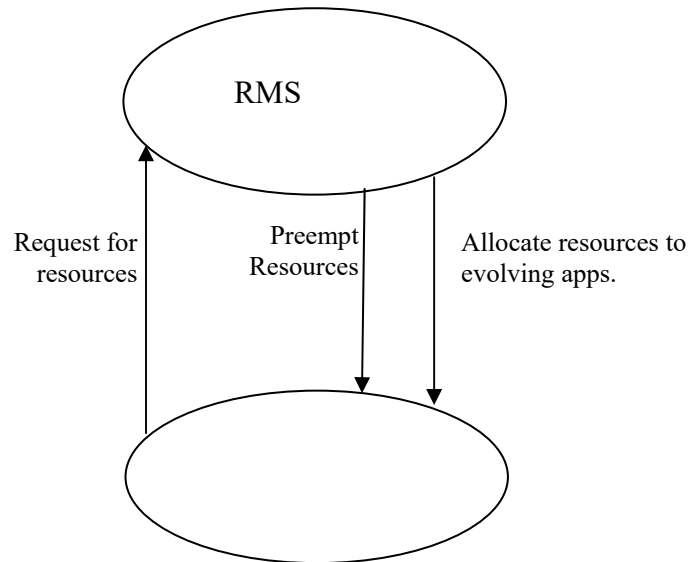 RMS
Request for
resources
Preempt
Resources
Allocate resources to
evolving apps.